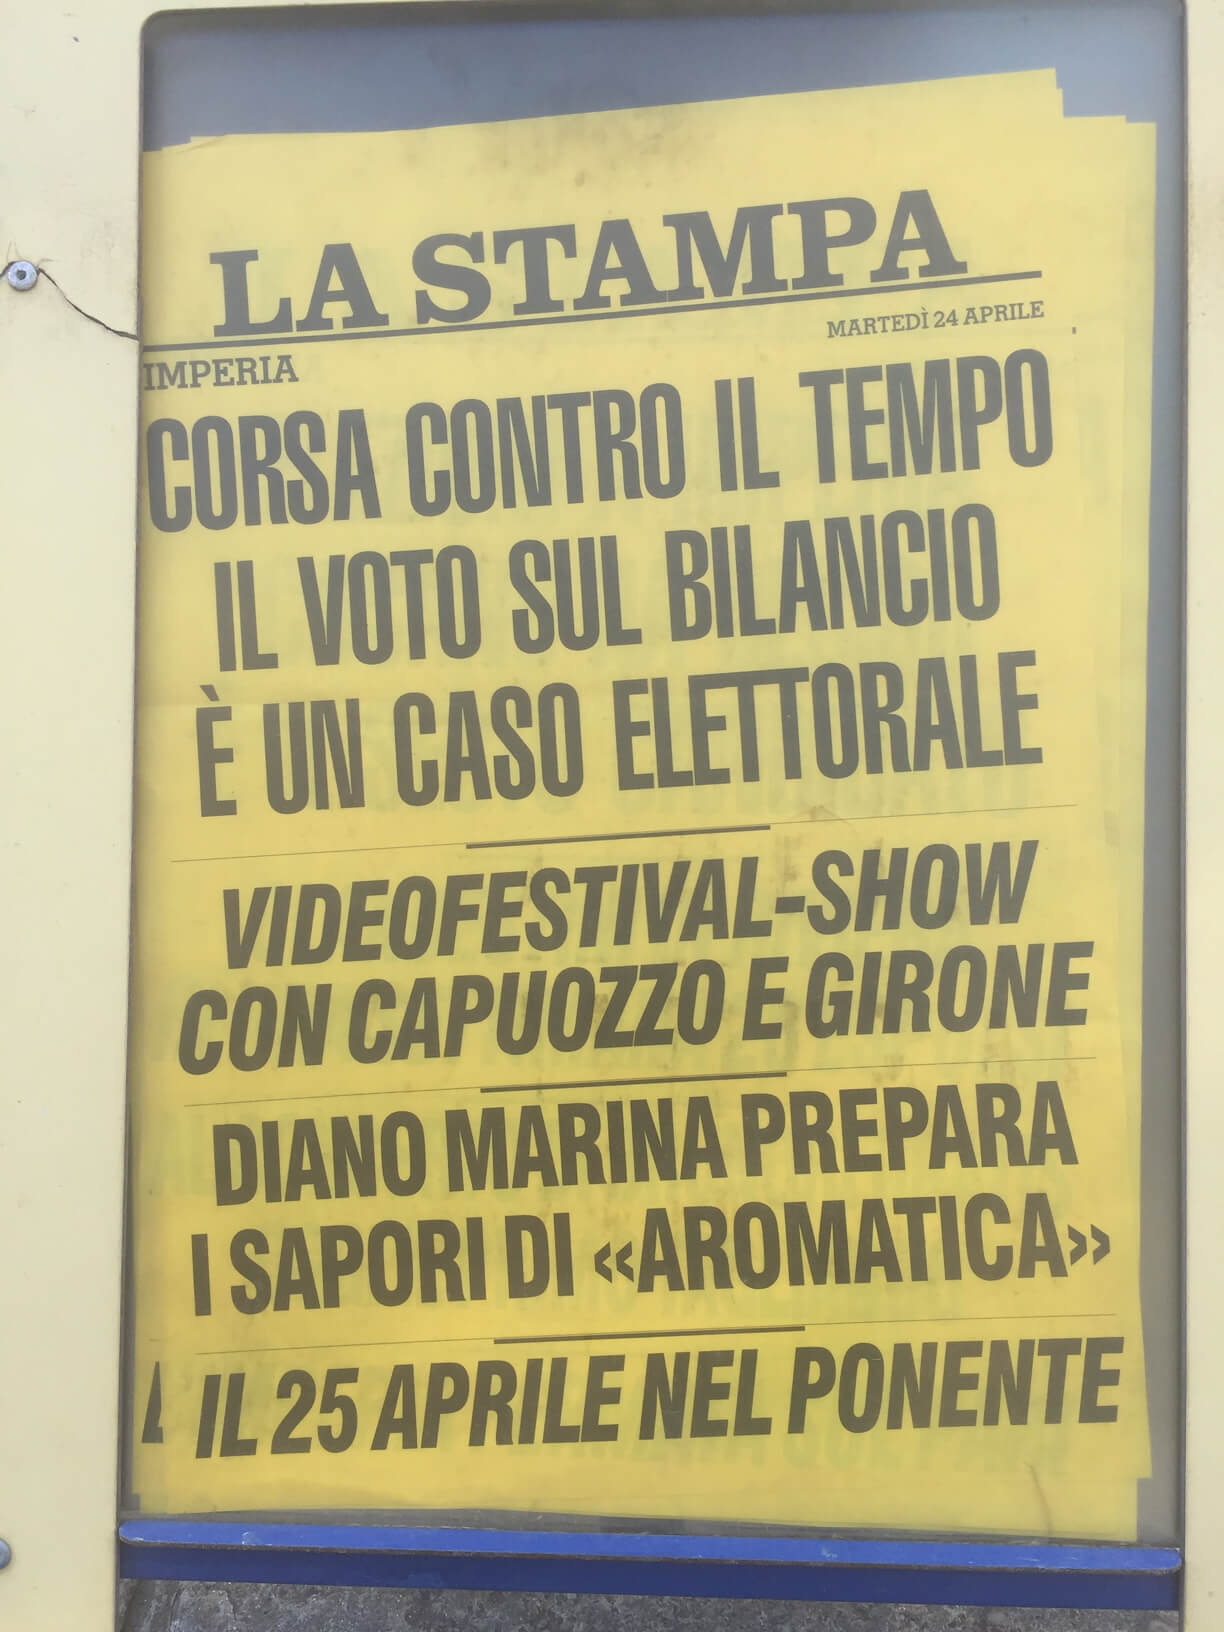 LA STAMPA
MARTEDÌ 24 APRILE
IMPERIA
CORSA CONTRO IL TEMPO
IL VOTO SUL BILANCIO
È UN CASO ELETTORALE
VIDEOFESTIVAL-SHOW
CON CAPUOZZO E GIRONE
DIANO MARINA PREPARA
I SAPORI DI «AROMATICA»
IL 25 APRILE NEL PONENTE